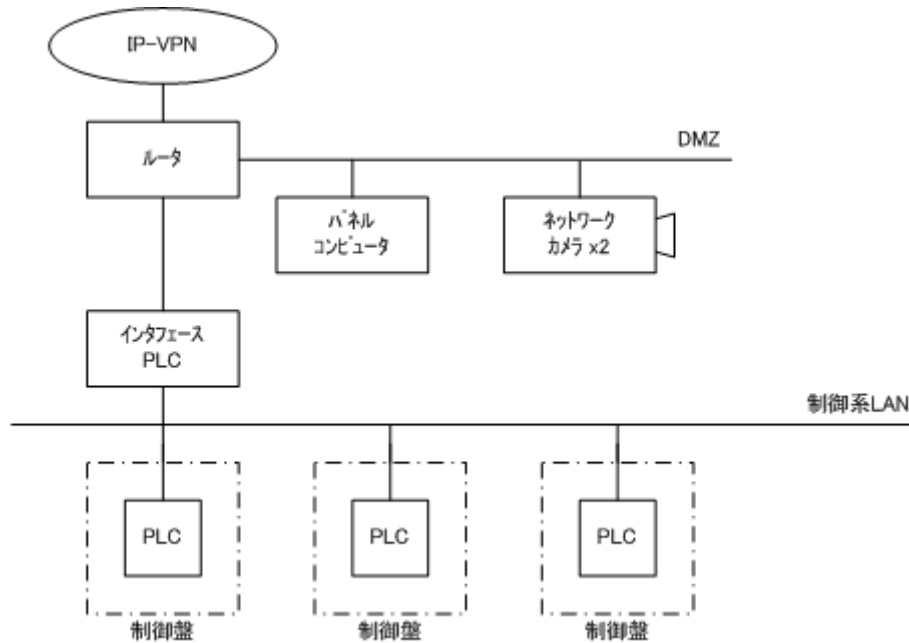 IP-VPN
ルータ
DMZ
パネル
コンピュータ
ネットワーク
カメラ x2
インタフェース
PLC
制御系LAN
PLC
PLC
PLC
制御盤
制御盤
制御盤